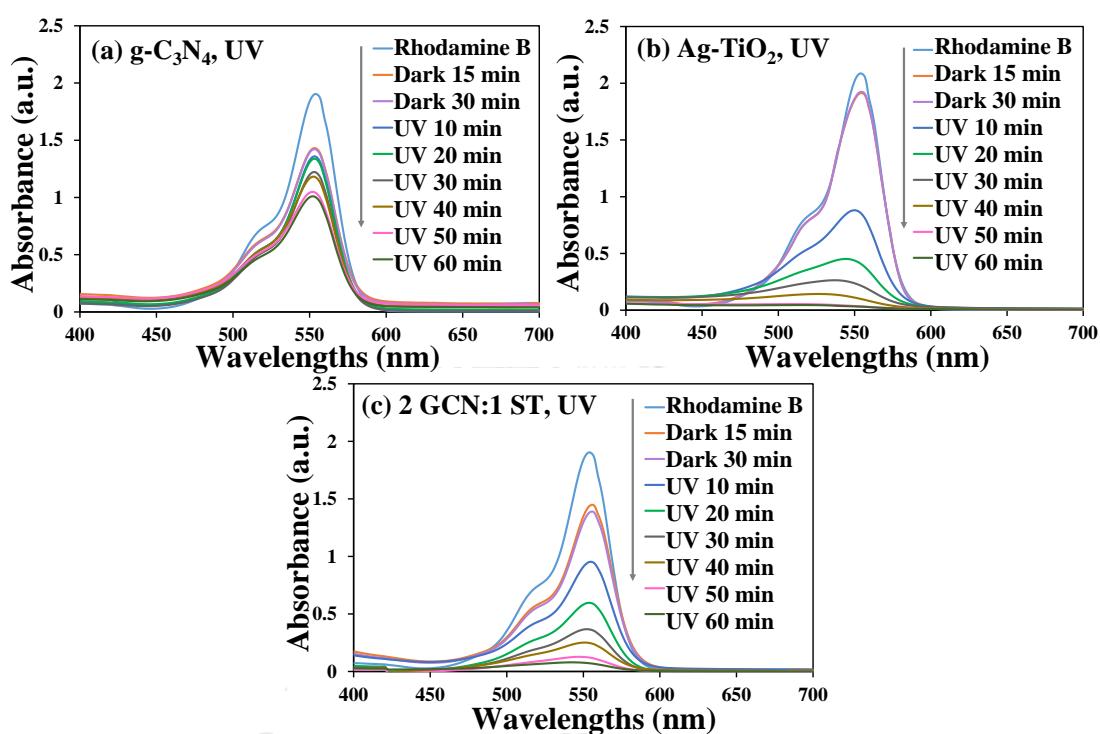 (a) g-C₃N₄, UV
Absorbance (a.u.)
2.5
2
1.5
1
0.5
0
400
450
500
550
600
650
700
Wavelengths (nm)
Rhodamine B
Dark 15 min
Dark 30 min
UV 10 min
UV 20 min
UV 30 min
UV 40 min
UV 50 min
UV 60 min
(b) Ag-TiO₂, UV
Absorbance (a.u.)
2.5
2
1.5
1
0.5
0
400
450
500
550
600
650
700
Wavelengths (nm)
Rhodamine B
Dark 15 min
Dark 30 min
UV 10 min
UV 20 min
UV 30 min
UV 40 min
UV 50 min
UV 60 min
(c) 2 GCN:1 ST, UV
Absorbance (a.u.)
2.5
2
1.5
1
0.5
0
400
450
500
550
600
650
700
Wavelengths (nm)
Rhodamine B
Dark 15 min
Dark 30 min
UV 10 min
UV 20 min
UV 30 min
UV 40 min
UV 50 min
UV 60 min